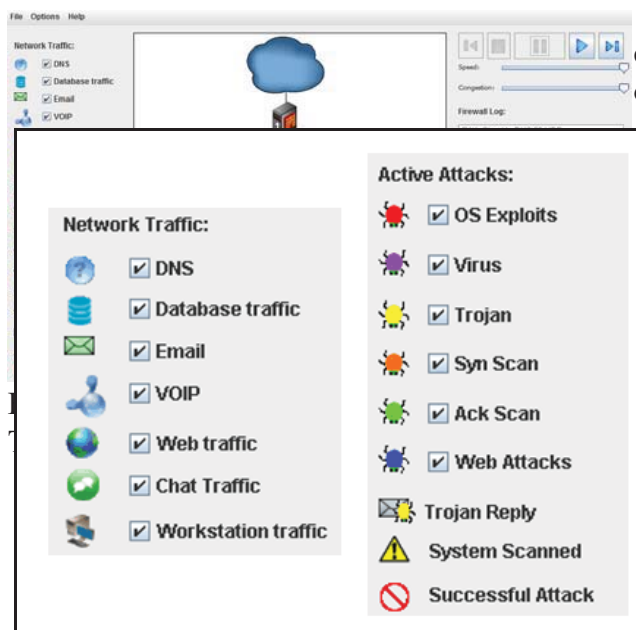 File Options Help
Network Traffic:
DNS
Database traffic
Email
VOIP
Speed:
Congestion:
Firewall Log:
Network Traffic:
DNS
Database traffic
Email
VOIP
Web traffic
Chat Traffic
Workstation traffic
Active Attacks:
OS Exploits
Virus
Trojan
Syn Scan
Ack Scan
Web Attacks
Trojan Reply
System Scanned
Successful Attack